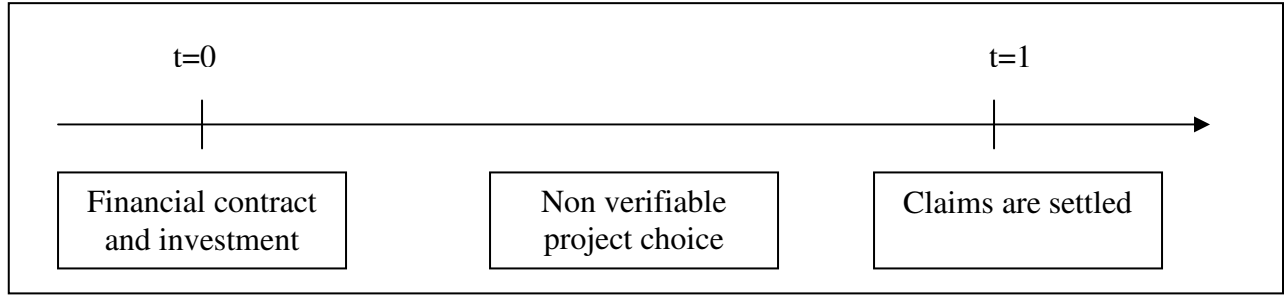 t=0
t=1
Financial contract
and investment
Non verifiable
project choice
Claims are settled